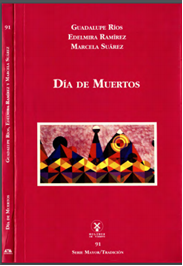 91
GUADALUPE RÍOS, EDELMIRA RAMÍREZ Y MARCELA SUÁREZ
DÍA DE MUERTOS
GUADALUPE RÍOS
EDELMIRA RAMÍREZ
MARCELA SUÁREZ
DÍA DE MUERTOS
91
SERIE MAYOR/TRADICIÓN